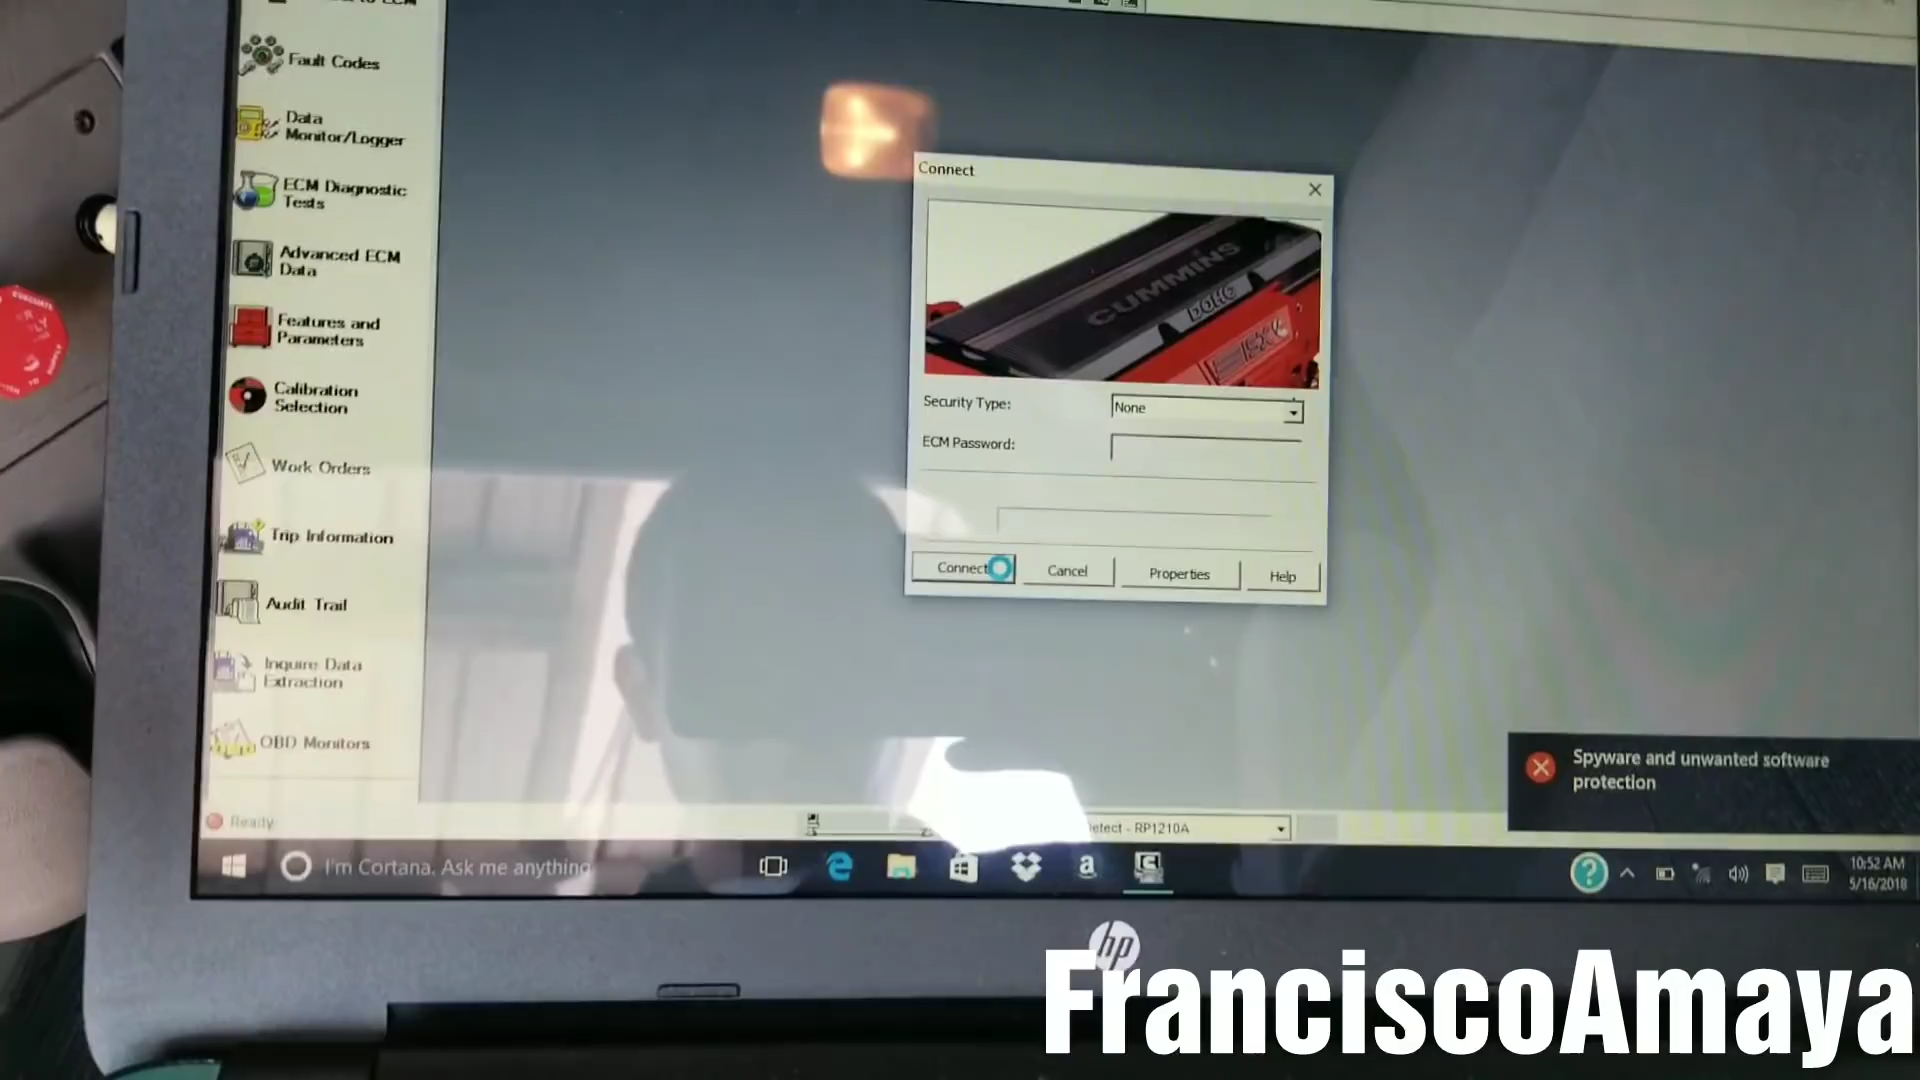 ECM
Fault Codes
Data
Monitor/Logger
ECM Diagnostic
Tests
Advanced ECM
Data
Features and
Parameters
Calibration
Selection
Work Orders
Trip Information
Audit Trail
Inquire Data
Extraction
OBD Monitors
Ready
Connect
CUMMINS
DOHC
Security Type:
None
ECM Password:
Connect
Cancel
Properties
Help
- RP1210A
Spyware and unwanted software
protection
I'm Cortana. Ask me anything
10:52 AM
5/16/2018
hp
FranciscoAmaya